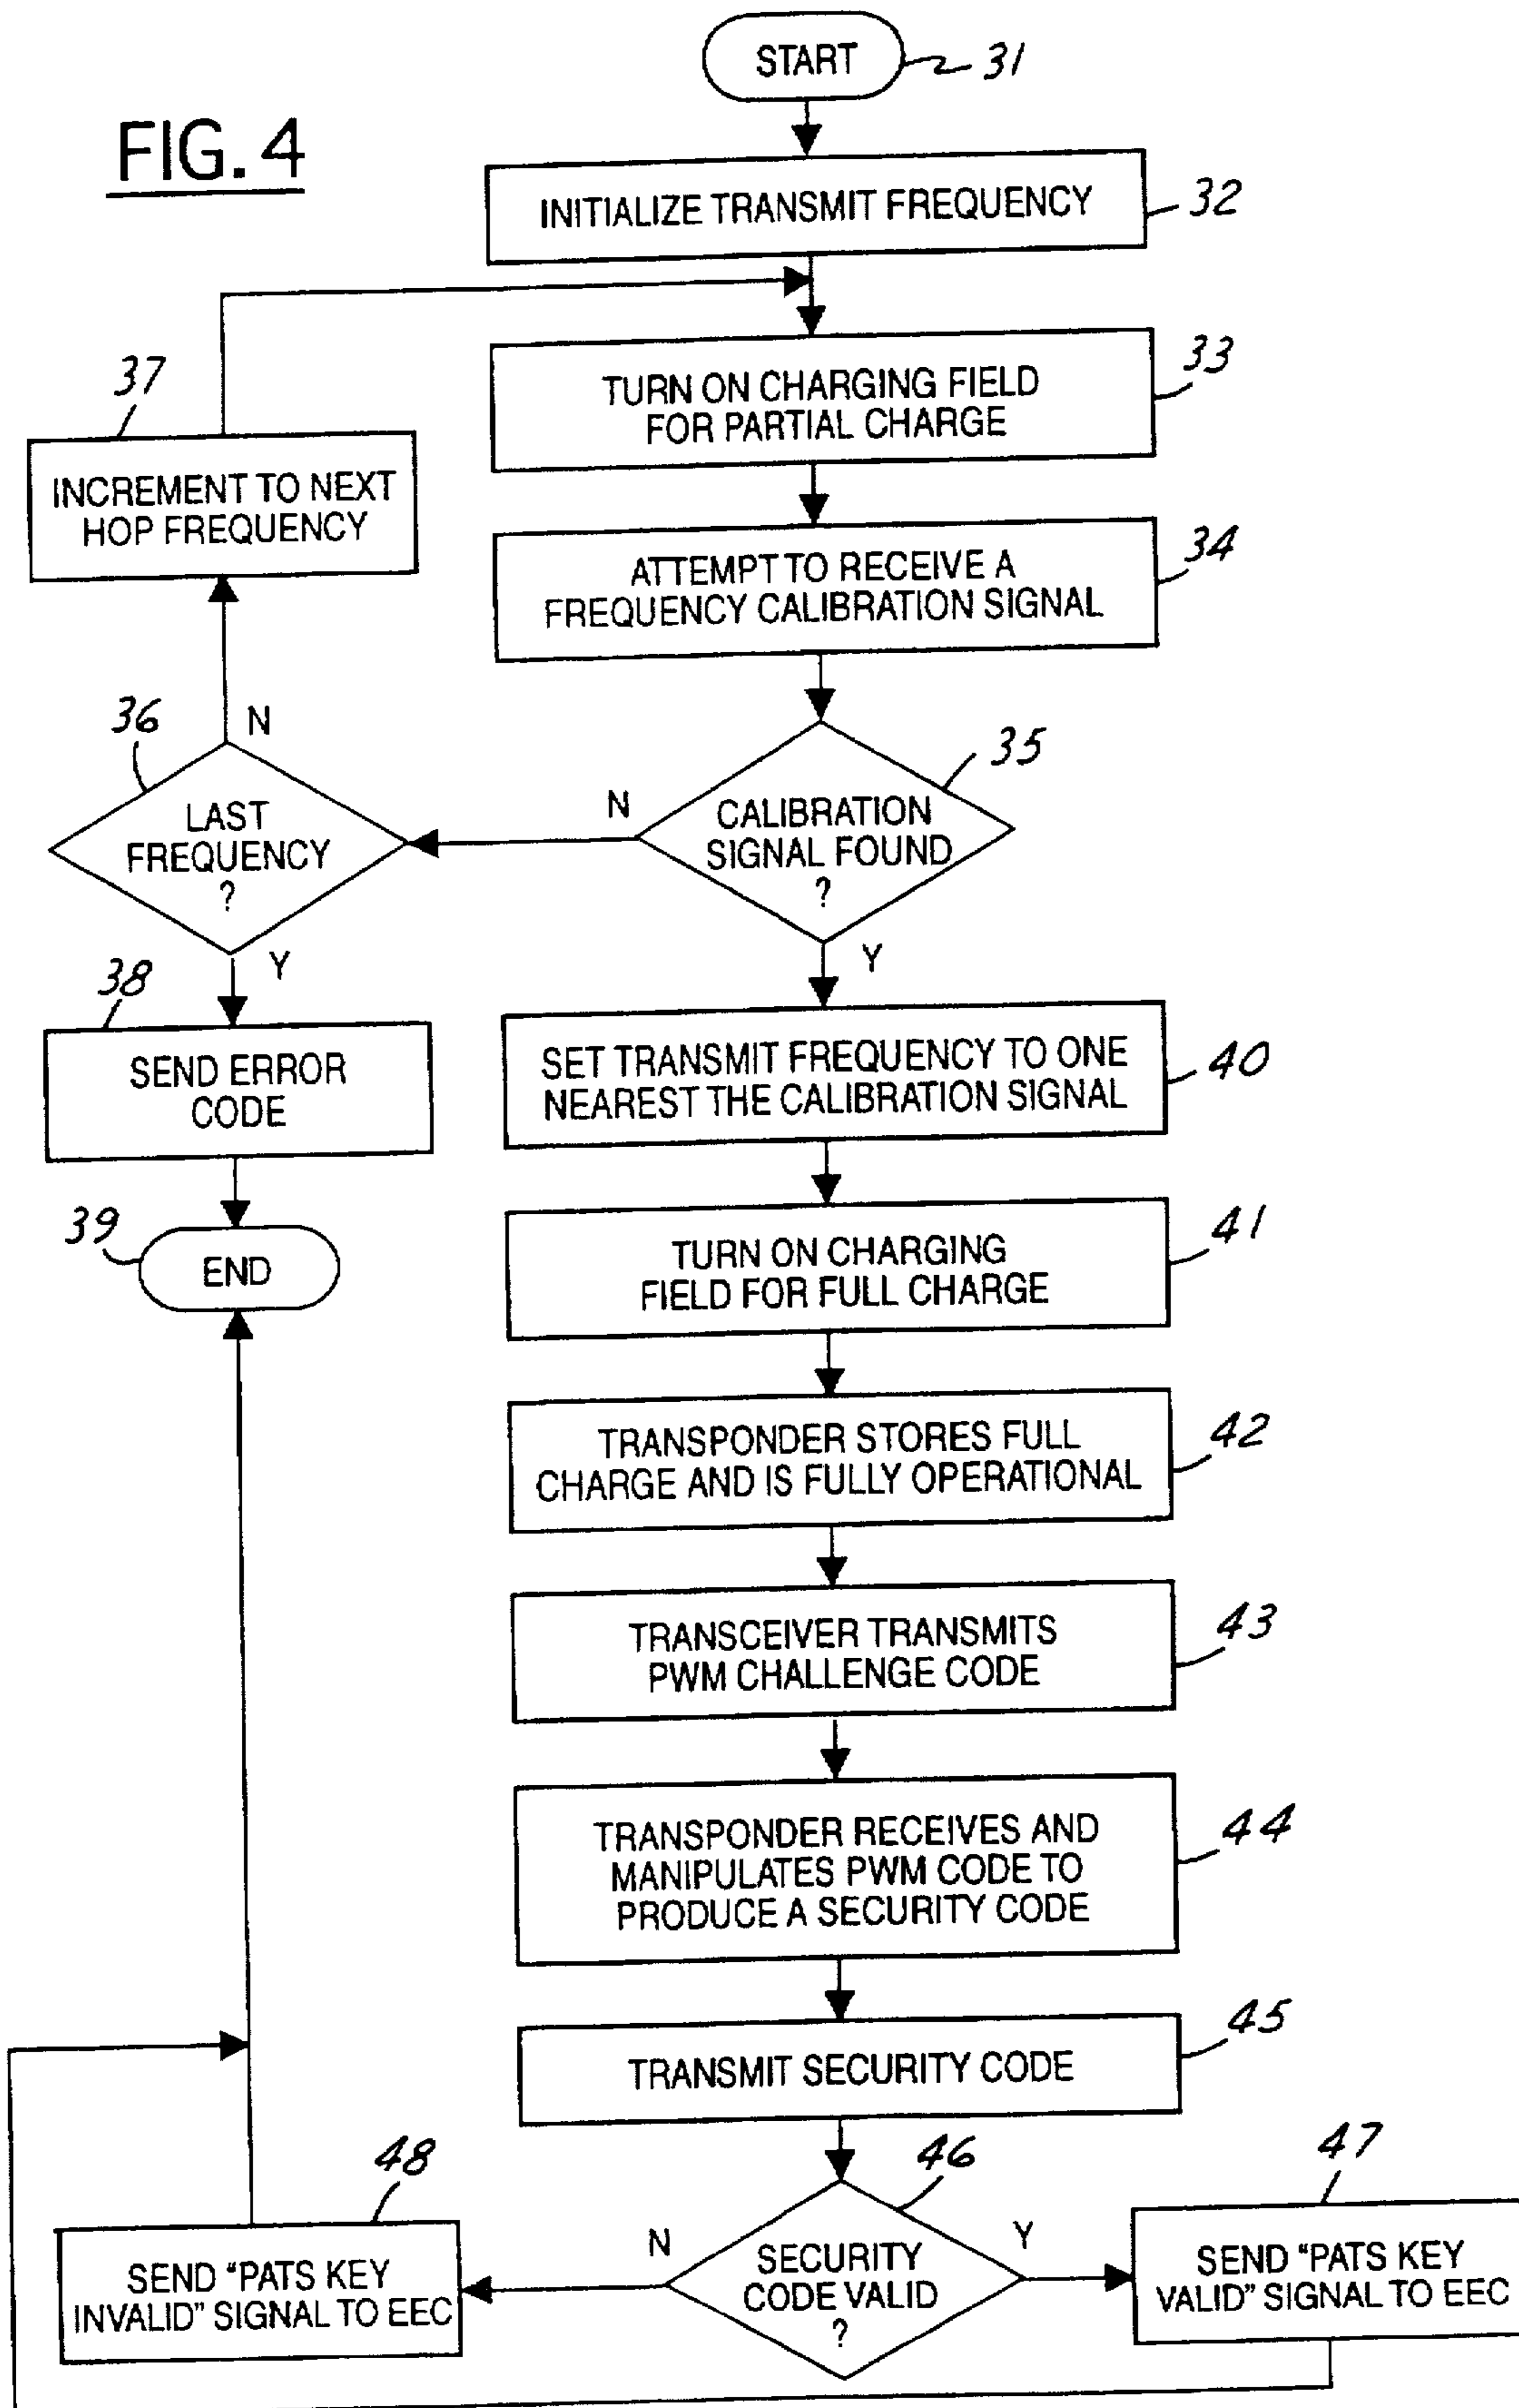 START
31
FIG. 4
INITIALIZE TRANSMIT FREQUENCY
32
37
INCREMENT TO NEXT
HOP FREQUENCY
TURN ON CHARGING FIELD
FOR PARTIAL CHARGE
33
ATTEMPT TO RECEIVE A
FREQUENCY CALIBRATION SIGNAL
34
36
N
LAST
FREQUENCY
?
Y
N
35
CALIBRATION
SIGNAL FOUND
?
Y
38
SEND ERROR
CODE
39
END
SET TRANSMIT FREQUENCY TO ONE
NEAREST THE CALIBRATION SIGNAL
40
TURN ON CHARGING
FIELD FOR FULL CHARGE
41
TRANSPONDER STORES FULL
CHARGE AND IS FULLY OPERATIONAL
42
TRANSCEIVER TRANSMITS
PWM CHALLENGE CODE
43
TRANSPONDER RECEIVES AND
MANIPULATES PWM CODE TO
PRODUCE A SECURITY CODE
44
TRANSMIT SECURITY CODE
45
48
SEND "PATS KEY
INVALID" SIGNAL TO EEC
N
46
SECURITY
CODE VALID
?
Y
47
SEND "PATS KEY
VALID" SIGNAL TO EEC